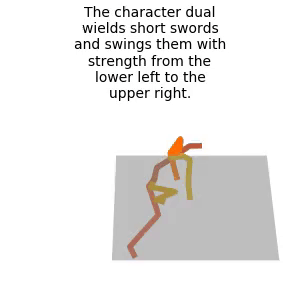 The character dual
wields short swords
and swings them with
strength from the
lower left to the
upper right.